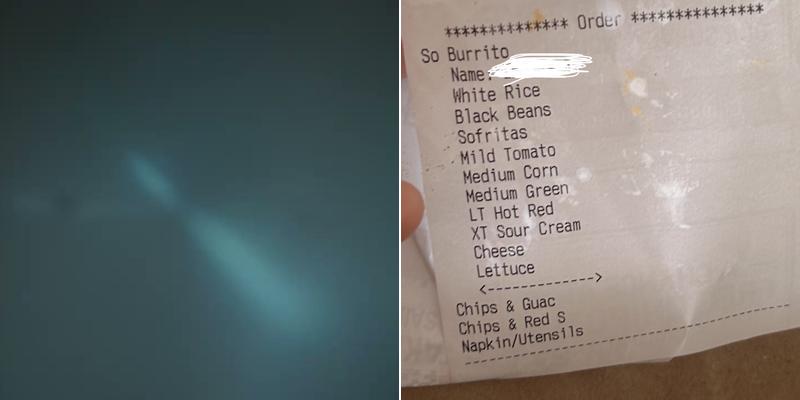 ************** Order ***************
So Burrito
Name:
White Rice
Black Beans
Sofritas
Mild Tomato
Medium Corn
Medium Green
LT Hot Red
XT Sour Cream
Cheese
Lettuce
<------------>
Chips & Guac
Chips & Red S
Napkin/Utensils